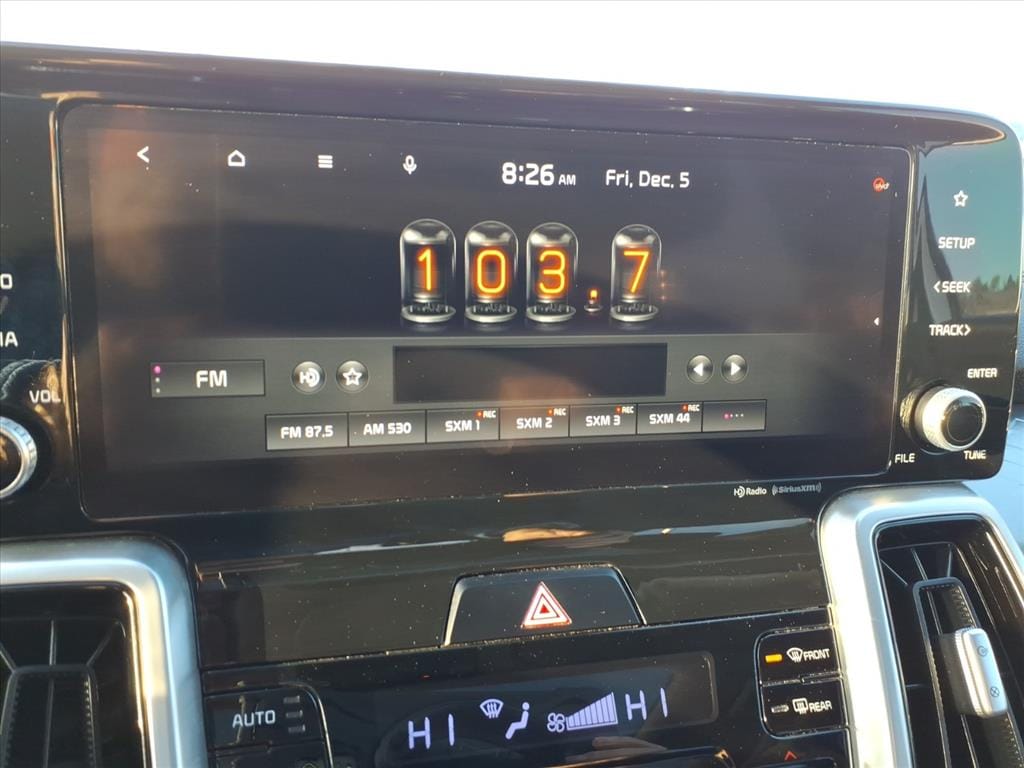 8:26 AM Fri, Dec. 5
103.7
FM
FM 87.5 AM 530 SXM 1 REC SXM 2 REC SXM 3 REC SXM 44 REC
HD Radio ((SiriusXM))
SETUP
< SEEK
TRACK >
ENTER
FILE TUNE
VOL
FRONT
REAR
AUTO
HI HI